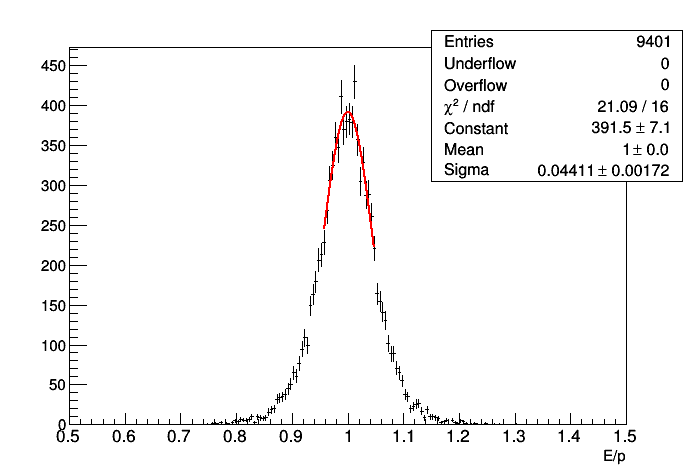 Entries 9401
Underflow 0
Overflow 0
χ² / ndf 21.09 / 16
Constant 391.5 ± 7.1
Mean 1 ± 0.0
Sigma 0.04411 ± 0.00172
450
400
350
300
250
200
150
100
50
0
0.5 0.6 0.7 0.8 0.9 1 1.1 1.2 1.3 1.4 1.5
E/p